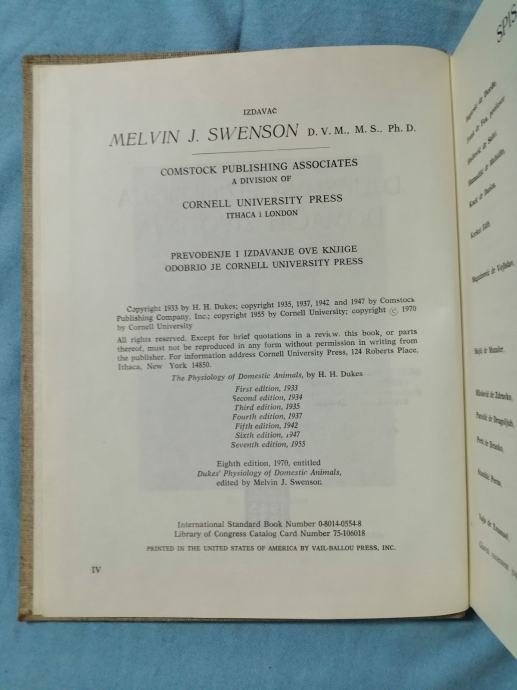 IZDAVAČ
MELVIN J. SWENSON D. V. M., M. S., Ph. D.
COMSTOCK PUBLISHING ASSOCIATES
A DIVISION OF
CORNELL UNIVERSITY PRESS
ITHACA i LONDON
PREVOĐENJE I IZDAVANJE OVE KNJIGE
ODOBRIO JE CORNELL UNIVERSITY PRESS
Copyright 1933 by H. H. Dukes; copyright 1935, 1937, 1942 and 1947 by Comstock
Publishing Company, Inc.; copyright 1955 by Cornell University; copyright © 1970
by Cornell University
All rights reserved. Except for brief quotations in a review, this book, or parts
thereof, must not be reproduced in any form without permission in writing from
the publisher. For information address Cornell University Press, 124 Roberts Place,
Ithaca, New York 14850.
The Physiology of Domestic Animals, by H. H. Dukes
First edition, 1933
Second edition, 1934
Third edition, 1935
Fourth edition, 1937
Fifth edition, 1942
Sixth edition, 1947
Seventh edition, 1955
Eighth edition, 1970, entitled
Dukes' Physiology of Domestic Animals,
edited by Melvin J. Swenson
International Standard Book Number 0-8014-0554-8
Library of Congress Catalog Card Number 75-106018
PRINTED IN THE UNITED STATES OF AMERICA BY VAIL-BALLOU PRESS, INC.
IV
SPIS